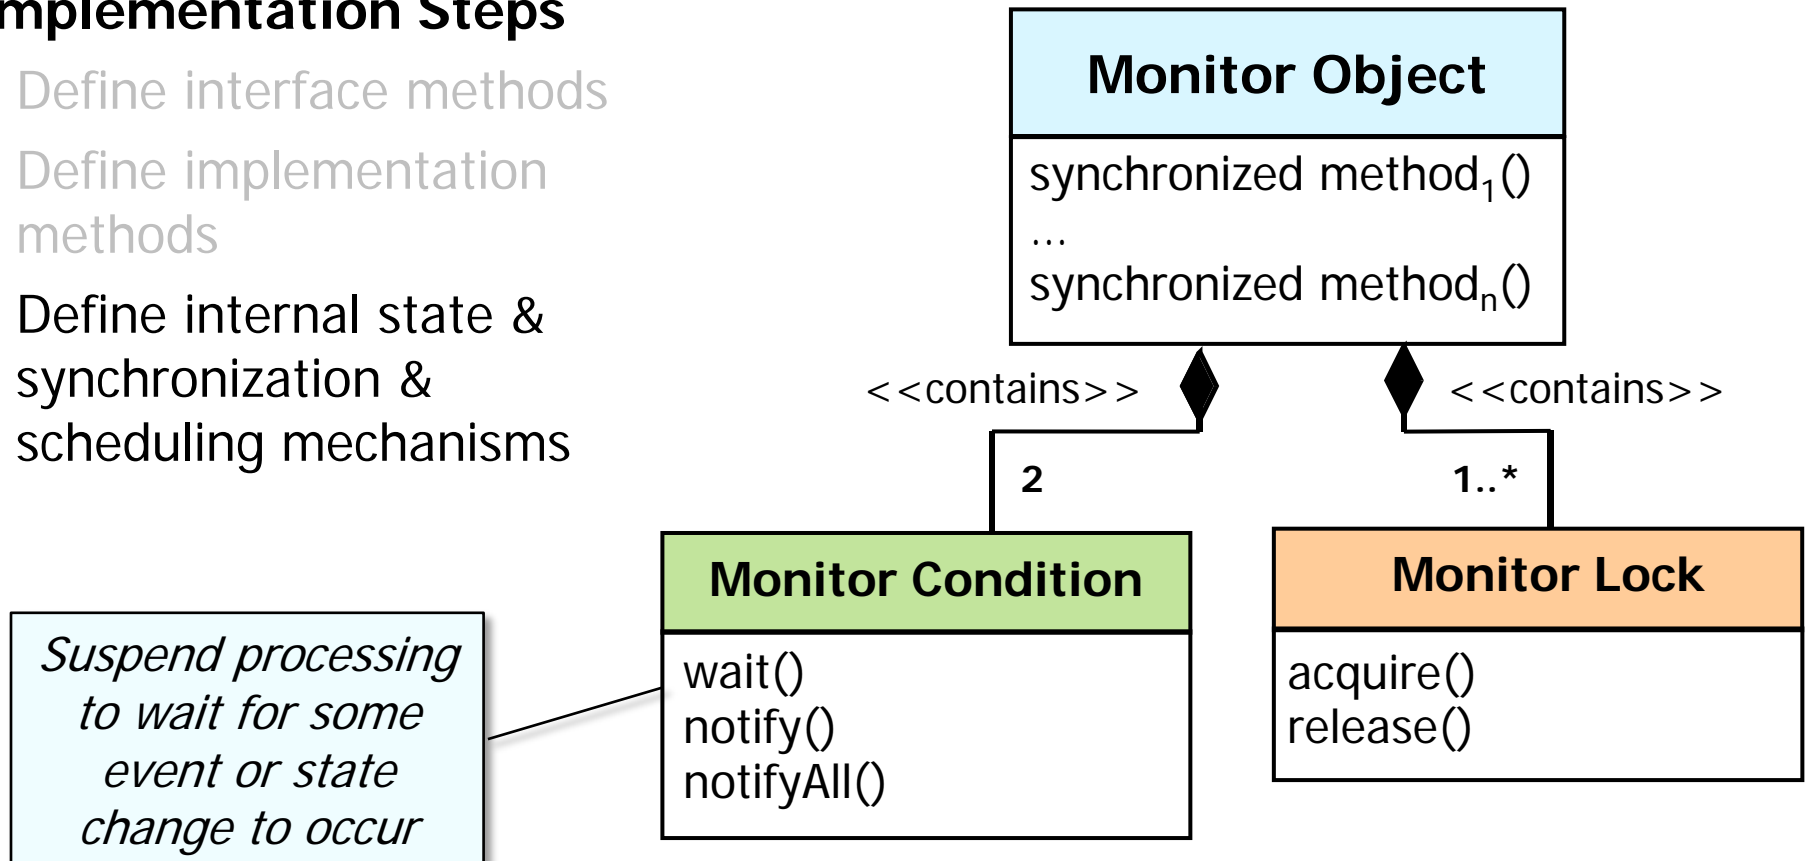 mplementation Steps
Define interface methods
Define implementation
methods
Define internal state &
synchronization &
scheduling mechanisms
Monitor Object
synchronized method₁()
...
synchronized methodₙ()
<<contains>>
<<contains>>
2
1..*
Monitor Condition
wait()
notify()
notifyAll()
Monitor Lock
acquire()
release()
Suspend processing
to wait for some
event or state
change to occur